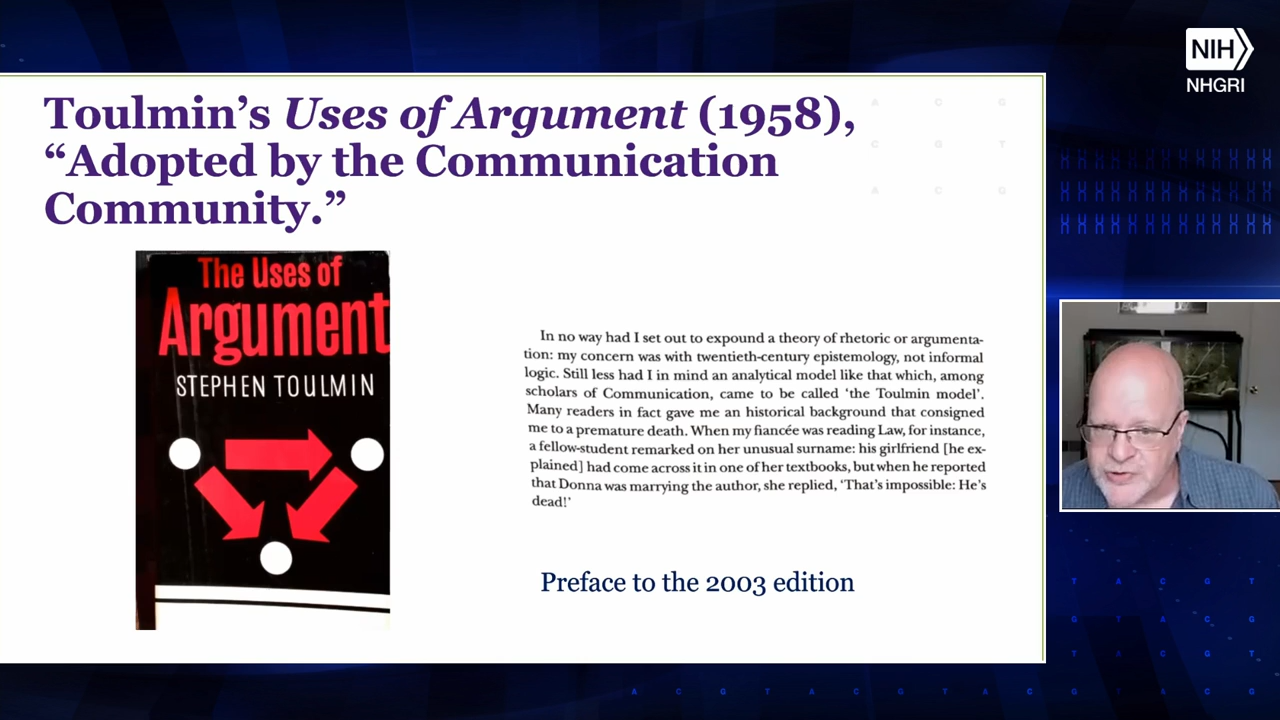 NIH
NHGRI
Toulmin's Uses of Argument (1958),
“Adopted by the Communication
Community.”
The Uses of
Argument
STEPHEN TOULMIN
In no way had I set out to expound a theory of rhetoric or argumenta-
tion: my concern was with twentieth-century epistemology, not informal
logic. Still less had I in mind an analytical model like that which, among
scholars of Communication, came to be called ‘the Toulmin model’.
Many readers in fact gave me an historical background that consigned
me to a premature death. When my fiancée was reading Law, for instance,
a fellow-student remarked on her unusual surname: his girlfriend [he ex-
plained] had come across it in one of her textbooks, but when he reported
that Donna was marrying the author, she replied, ‘That's impossible: He's
dead!’
Preface to the 2003 edition
A C G
C G T
A C G
T A C G T
G T A C G
T A C G T
A C G T A C G T A C G T A C G